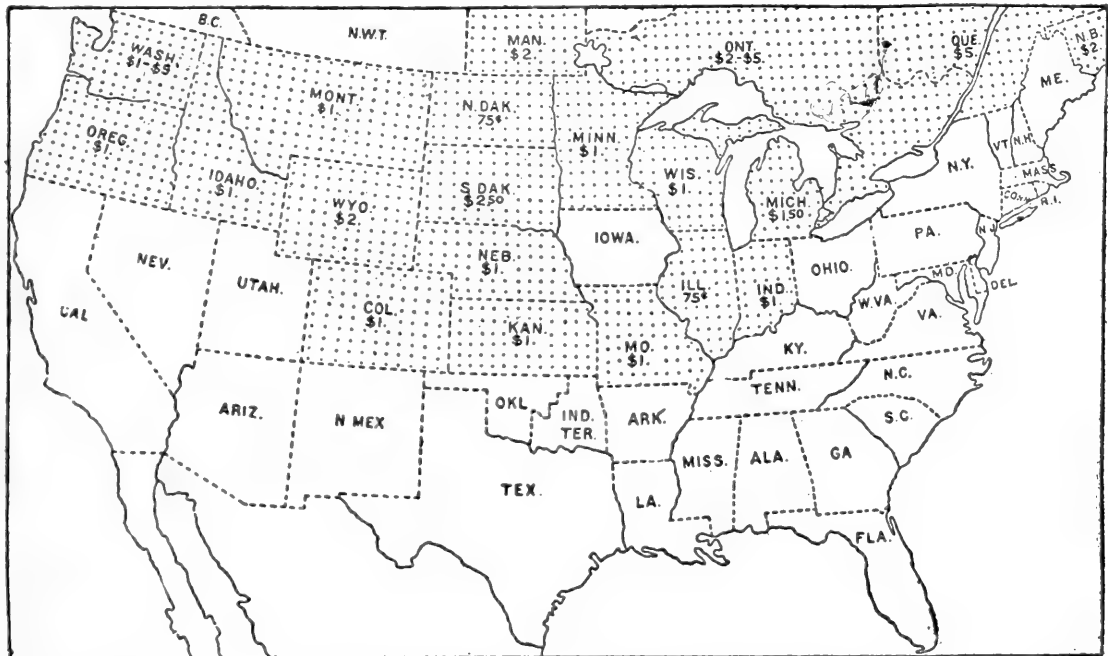 B.C.
N.W.T.
MAN.
$2.
ONT.
$2-$5.
QUE.
$5.
N.B.
$2
WASH.
$1-$5
MONT.
$1.
N.DAK.
75¢
MINN.
$1.
ME.
OREG.
$1.
IDAHO.
$1.
WYO.
$2
S.DAK.
$2.50
WIS.
$1.
MICH.
$1.50
N.Y.
VT.
N.H.
MASS.
CONN.
R.I.
NEV.
UTAH.
COL.
$1.
NEB.
$1.
IOWA.
ILL.
75¢
IND.
$1.
OHIO.
PA.
N.J.
MD.
DEL.
CAL
KAN.
$1.
MO.
$1.
KY.
W.VA.
VA.
ARIZ.
N MEX
OKL.
IND.
TER.
ARK.
TENN.
N.C.
S.C.
TEX.
LA.
MISS.
ALA.
GA
FLA.